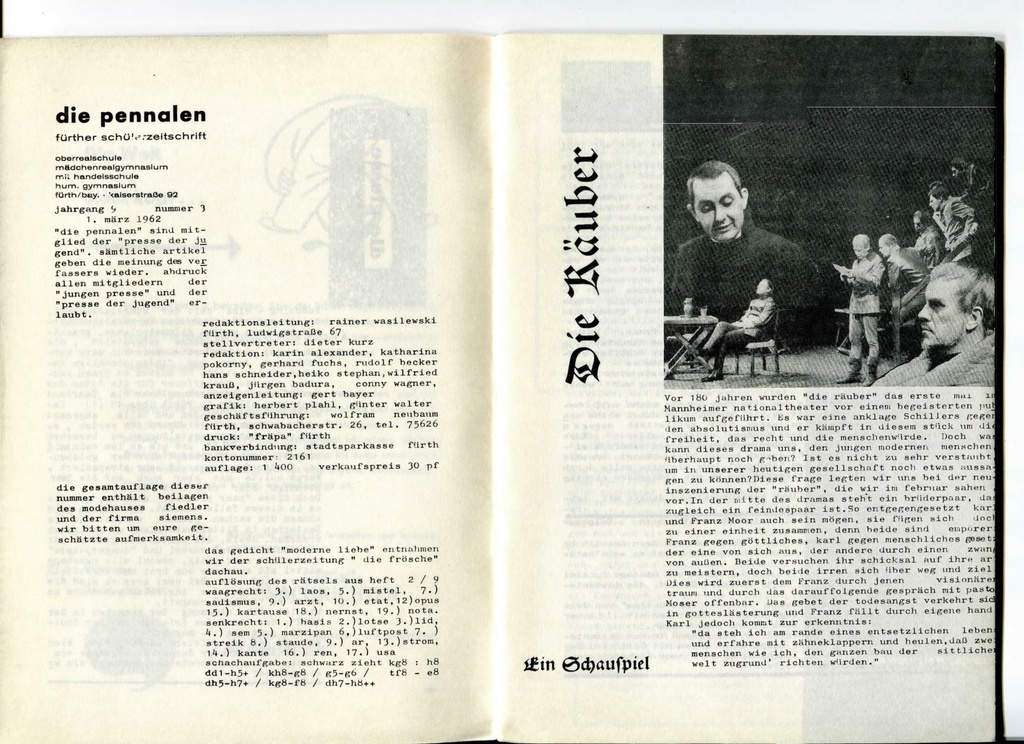 die pennalen
fürther schülerzeitschrift
oberrealschule
mädchenrealgymnasium
mit handelsschule
hum. gymnasium
fürth/bay. · kaiserstraße 92
jahrgang 9 nummer 3
1. märz 1962
"die pennalen" sind mit-
glied der "presse der ju
gend". sämtliche artikel
geben die meinung des ver
fassers wieder. abdruck
allen mitgliedern der
"jungen presse" und der
"presse der jugend" er-
laubt.
redaktionsleitung: rainer wasilewski
fürth, ludwigstraße 67
stellvertreter: dieter kurz
redaktion: karin alexander, katharina
pokorny, gerhard fuchs, rudolf becker
hans schneider,heiko stephan,wilfried
krauß, jürgen badura, conny wagner,
anzeigenleitung: gert bayer
grafik: herbert plahl, günter walter
geschäftsführung: wolfram neubaum
fürth, schwabacherstr. 26, tel. 75626
druck: "fräpa" fürth
bankverbindung: stadtsparkasse fürth
kontonummer: 2161
auflage: 1 400 verkaufspreis 30 pf
die gesamtauflage dieser
nummer enthält beilagen
des modehauses fiedler
und der firma siemens.
wir bitten um eure ge-
schätzte aufmerksamkeit.
das gedicht "moderne liebe" entnahmen
wir der schülerzeitung " die frösche"
dachau.
auflösung des rätsels aus heft 2 / 9
waagrecht: 3.) laos, 5.) mistel, 7.)
sadismus, 9.) arzt, 10.) etat,12)opus
15.) kartause 18.) nernst, 19.) nota.
senkrecht: 1.) basis 2.)lotse 3.)lid,
4.) sem 5.) marzipan 6,)luftpost 7. )
streik 8.) staude, 9.) ar, 13.)strom,
14.) kante 16.) ren, 17.) usa
schachaufgabe: schwarz zieht kg8 : h8
dd1-h5+ / kh8-g8 / g5-g6 / tf8 - e8
dh5-h7+ / kg8-f8 / dh7-h8++
Die Räuber
Ein Schauspiel
Vor 180 jahren wurden "die räuber" das erste mal im
Mannheimer nationaltheater vor einem begeisterten pub
likum aufgeführt. Es war eine anklage Schillers gegen
den absolutismus und er kämpft in diesem stück um die
freiheit, das recht und die menschenwürde. Doch was
kann dieses drama uns, den jungen modernen menschen
überhaupt noch geben? Ist es nicht zu sehr verstaubt,
um in unserer heutigen gesellschaft noch etwas aussa-
gen zu können?Diese frage legten wir uns bei der neu-
inszenierung der "räuber", die wir im februar sahen
vor.In der mitte des dramas steht ein brüderpaar, das
zugleich ein feindespaar ist.So entgegengesetzt karl
und Franz Moor auch sein mögen, sie fügen sich doch
zu einer einheit zusammen, denn beide sind empörer
Franz gegen göttliches, karl gegen menschliches gesetz
der eine von sich aus, der andere durch einen zwang
von außen. Beide versuchen ihr schicksal auf ihre ar
zu meistern, doch beide irren sich über weg und ziel
Dies wird zuerst dem Franz durch jenen visionären
traum und durch das darauffolgende gespräch mit pasto
Moser offenbar. Das gebet der todesangst verkehrt sich
in gotteslästerung und Franz fällt durch eigene hand
Karl jedoch kommt zur erkenntnis:
"da steh ich am rande eines entsetzlichen lebens
und erfahre mit zähneklappern und heulen,daß zwei
menschen wie ich, den ganzen bau der sittlichen
welt zugrund' richten würden."